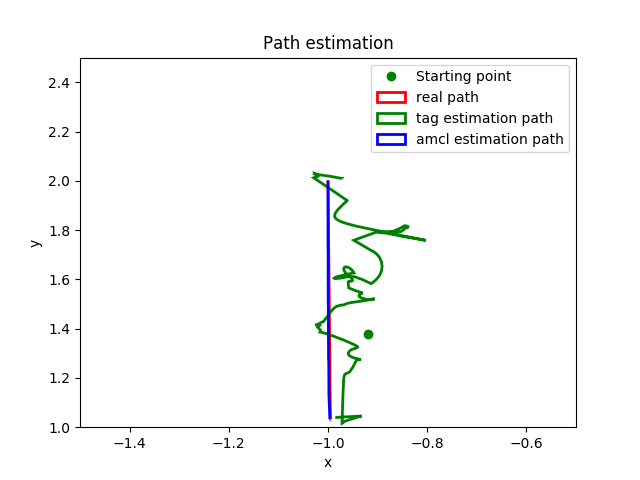 Path estimation
Starting point
real path
tag estimation path
amcl estimation path
y
2.4
2.2
2.0
1.8
1.6
1.4
1.2
1.0
−1.4
−1.2
−1.0
−0.8
−0.6
x